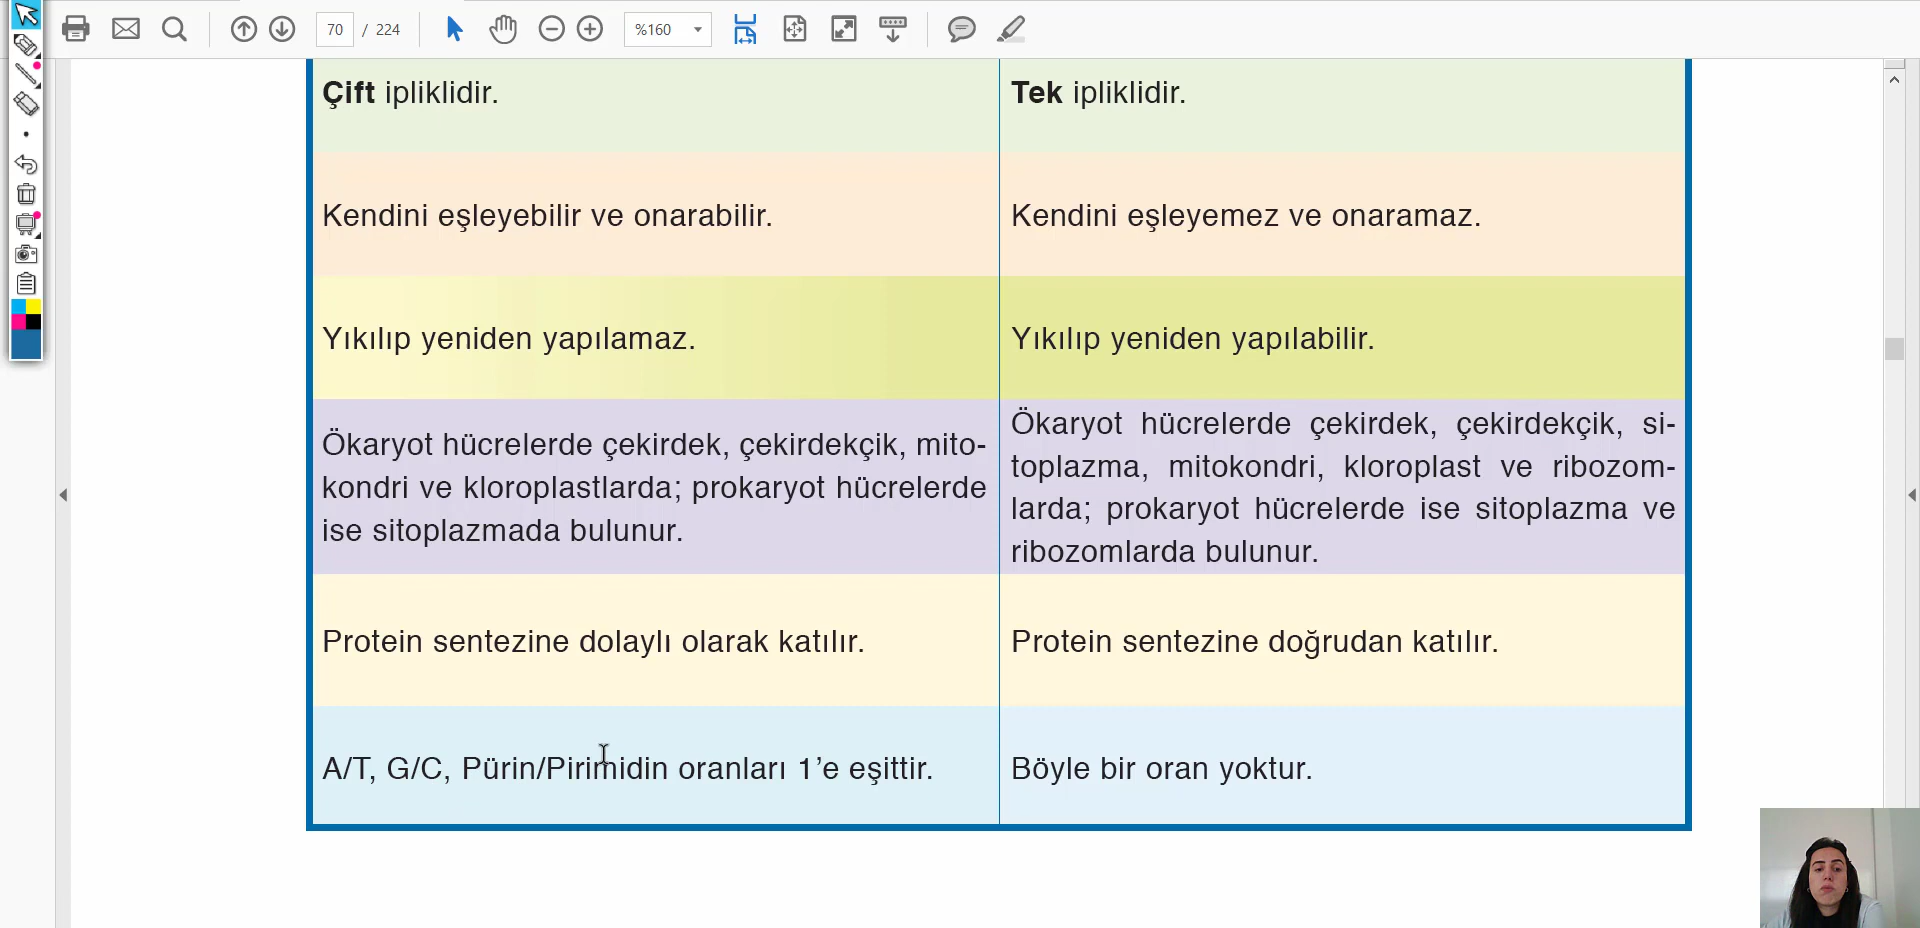 70 / 224
%160
Çift ipliklidir.
Tek ipliklidir.
Kendini eşleyebilir ve onarabilir.
Kendini eşleyemez ve onaramaz.
Yıkılıp yeniden yapılamaz.
Yıkılıp yeniden yapılabilir.
Ökaryot hücrelerde çekirdek, çekirdekçik, mito-
kondri ve kloroplastlarda; prokaryot hücrelerde
ise sitoplazmada bulunur.
Ökaryot hücrelerde çekirdek, çekirdekçik, si-
toplazma, mitokondri, kloroplast ve ribozom-
larda; prokaryot hücrelerde ise sitoplazma ve
ribozomlarda bulunur.
Protein sentezine dolaylı olarak katılır.
Protein sentezine doğrudan katılır.
A/T, G/C, Pürin/Pirimidin oranları 1’e eşittir.
Böyle bir oran yoktur.